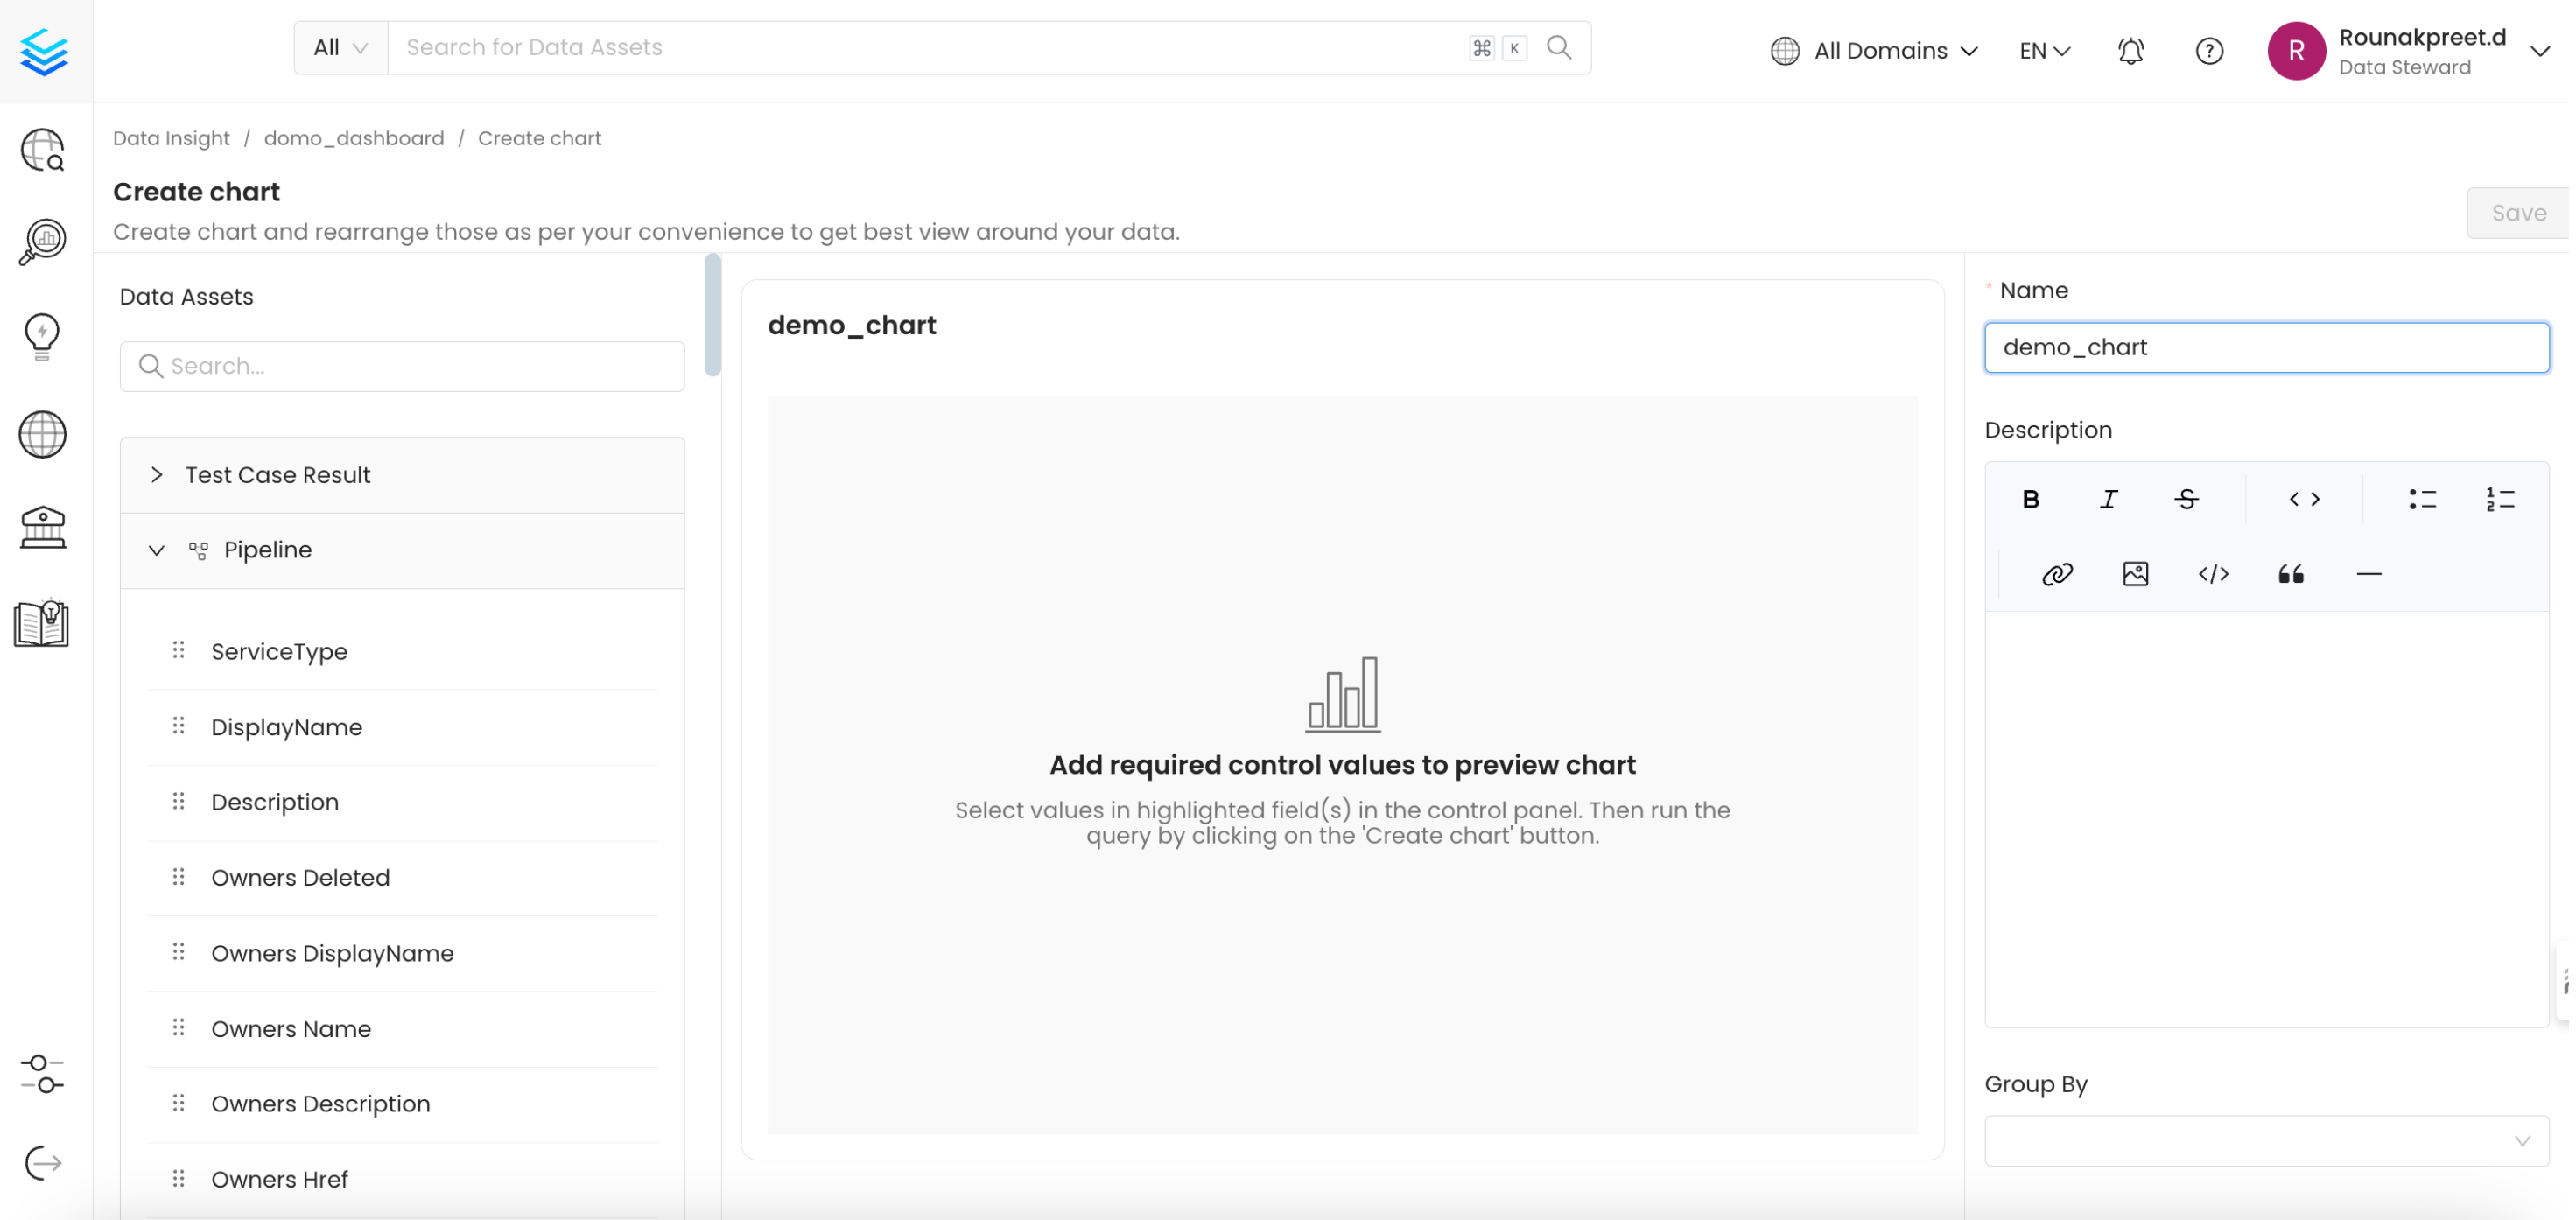 All
Search for Data Assets
⌘ K
All Domains
EN
R
Rounakpreet.d
Data Steward
Data Insight / domo_dashboard / Create chart
Create chart
Save
Create chart and rearrange those as per your convenience to get best view around your data.
Data Assets
Search...
Test Case Result
Pipeline
ServiceType
DisplayName
Description
Owners Deleted
Owners DisplayName
Owners Name
Owners Description
Owners Href
demo_chart
Add required control values to preview chart
Select values in highlighted field(s) in the control panel. Then run the
query by clicking on the 'Create chart' button.
* Name
demo_chart
Description
Group By